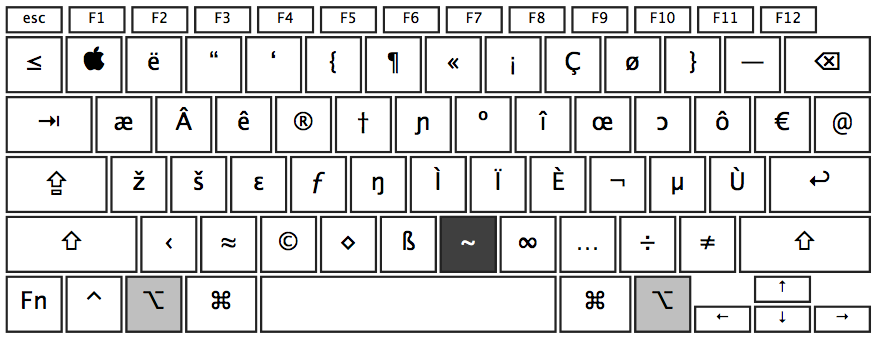 esc F1 F2 F3 F4 F5 F6 F7 F8 F9 F10 F11 F12
≤  ë “ ‘ { ¶ « ¡ Ç ø } — ⌫
⇥ æ Â ê ® † ɲ º î œ ɔ ô € @
⇪ ž š ɛ ƒ ŋ Ì Ï È ¬ µ Ù ↩
⇧ ‹ ≈ © ◇ ß ~ ∞ … ÷ ≠ ⇧
Fn ^ ⌥ ⌘ ⌘ ⌥ ← ↑ ↓ →